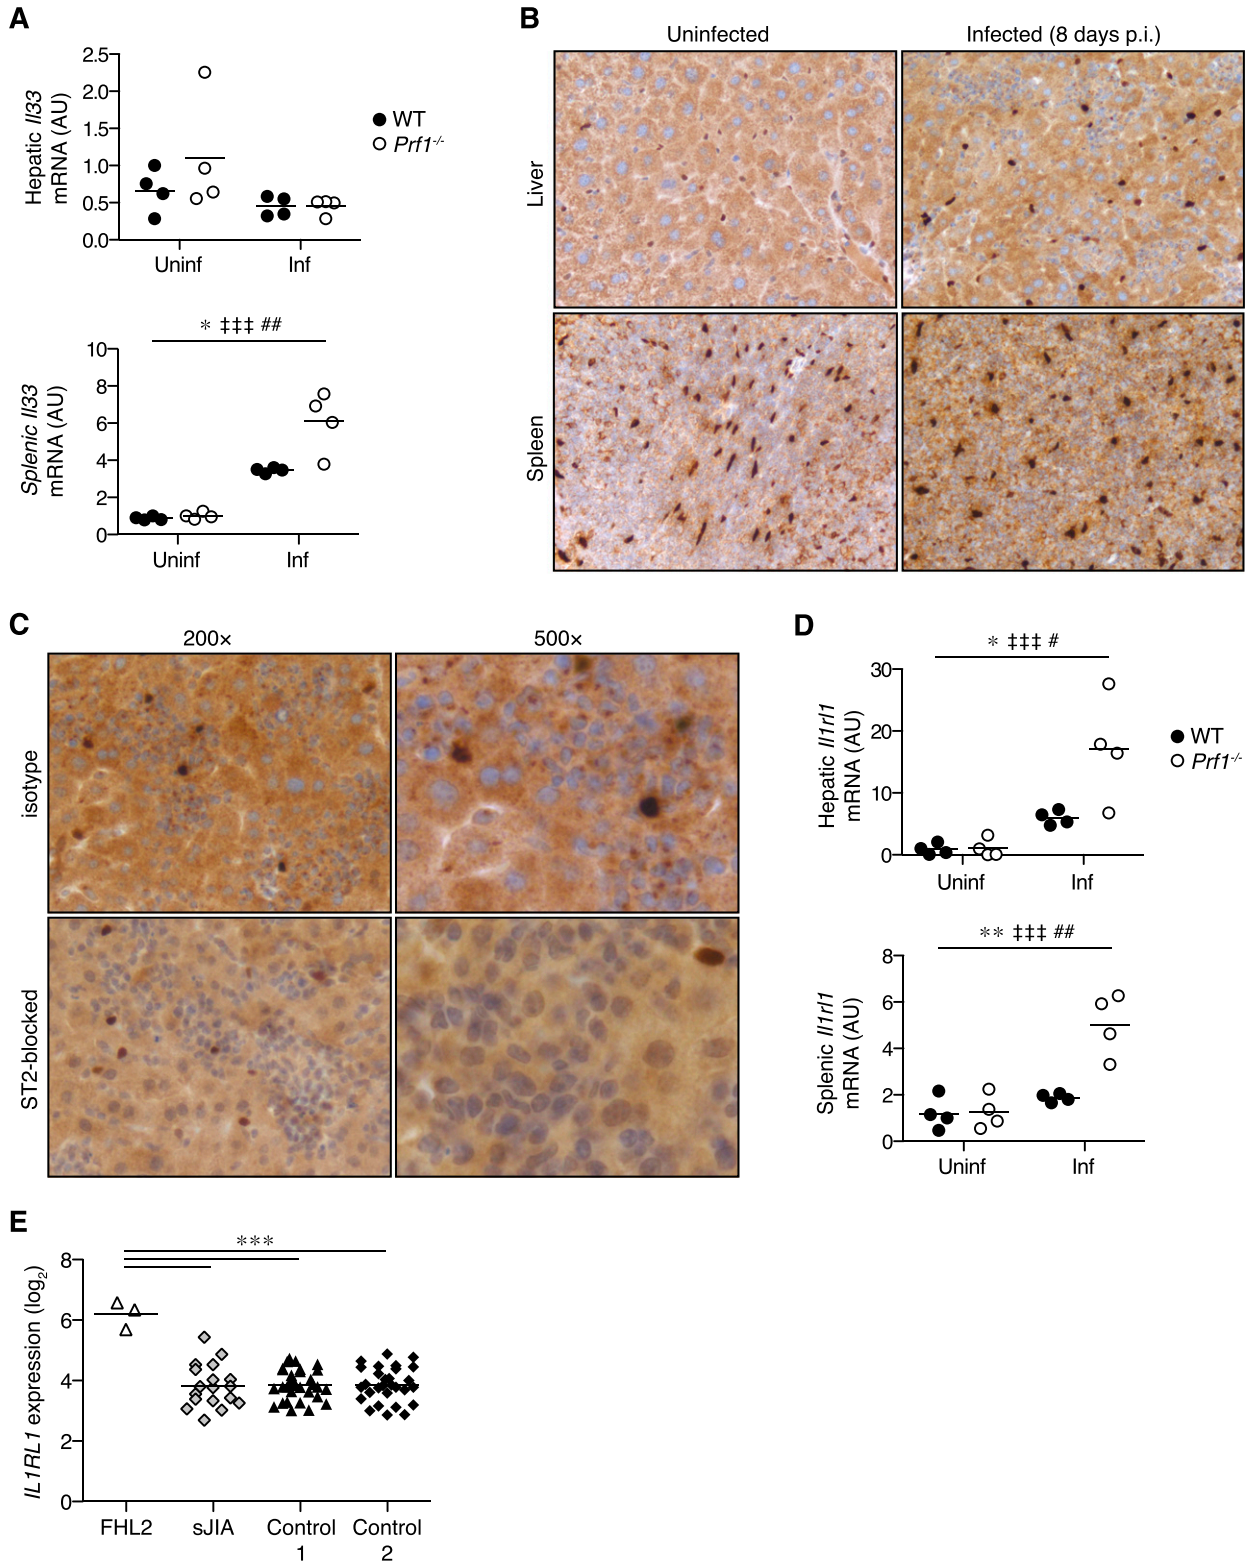 A
2.5
2.0
1.5
1.0
0.5
0.0
Hepatic Il33
mRNA (AU)
WT
Prf1-/-
Uninf
Inf
* ‡‡‡ ##
10
8
6
4
2
0
Splenic Il33
mRNA (AU)
Uninf
Inf
B
Uninfected
Infected (8 days p.i.)
Liver
Spleen
C
200×
500×
isotype
ST2-blocked
D
* ‡‡‡ #
30
20
10
0
Hepatic Il1rl1
mRNA (AU)
WT
Prf1-/-
Uninf
Inf
** ‡‡‡ ##
8
6
4
2
0
Splenic Il1rl1
mRNA (AU)
Uninf
Inf
E
***
8
6
4
2
0
IL1RL1 expression (log2)
FHL2
sJIA
Control
1
Control
2